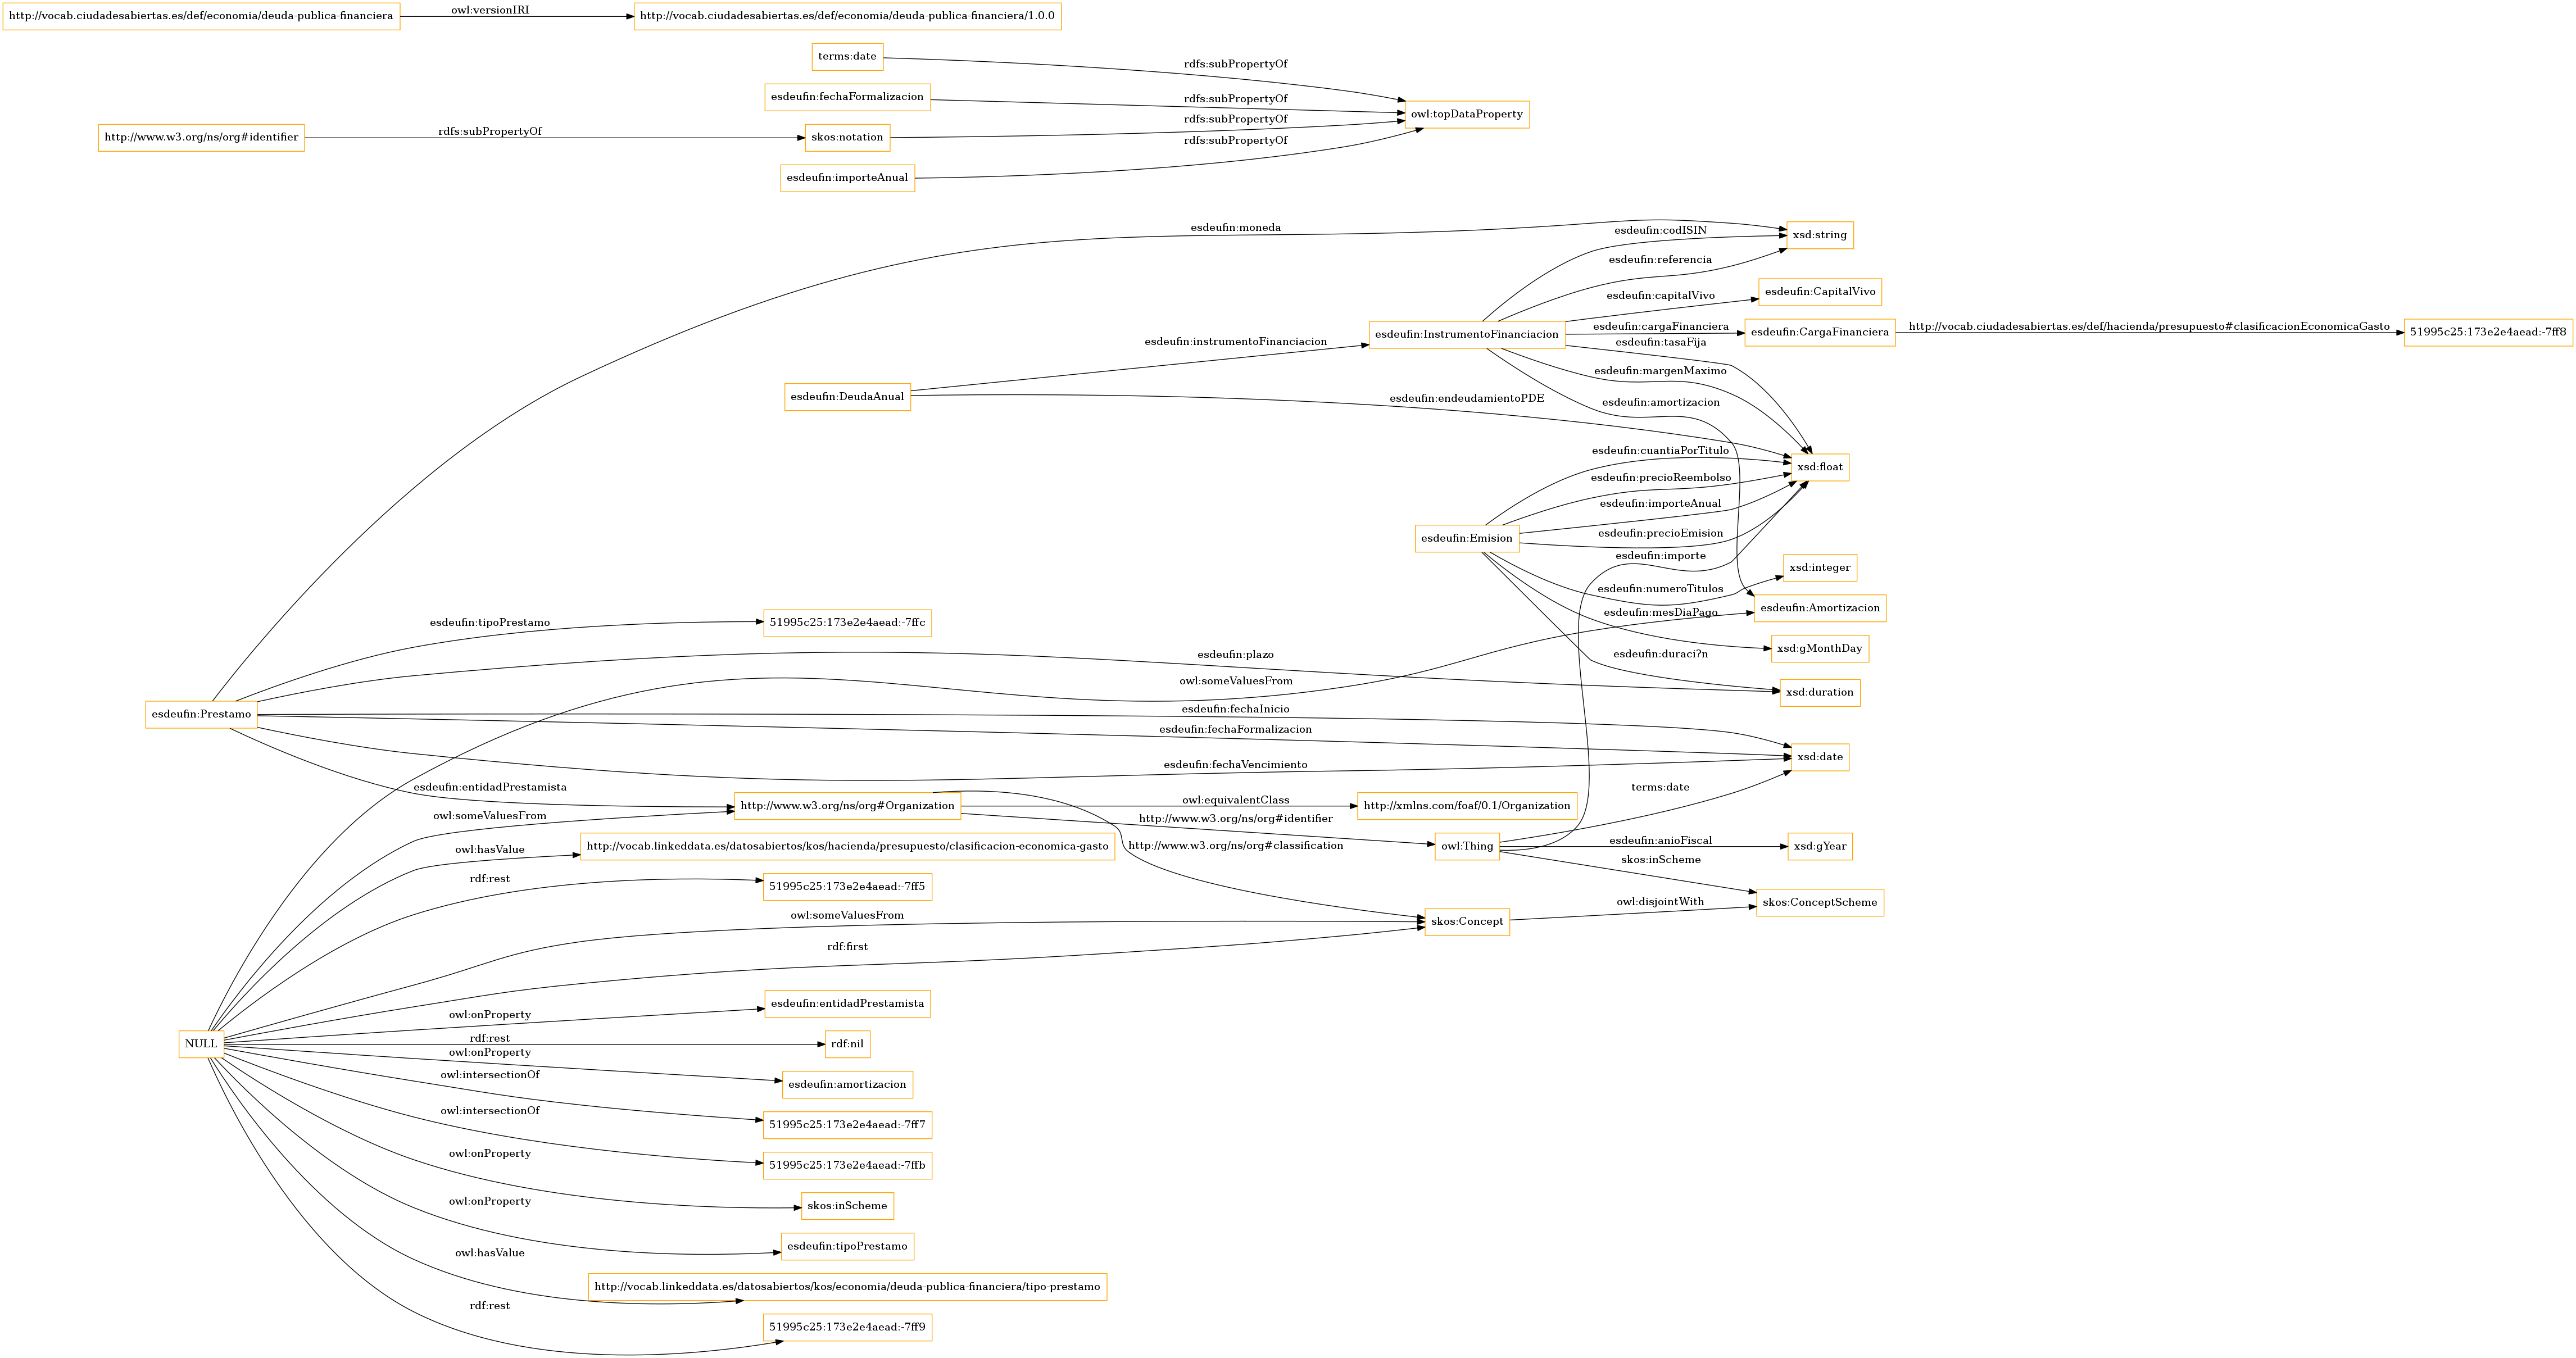 http://vocab.ciudadesabiertas.es/def/economia/deuda-publica-financiera
owl:versionIRI
http://vocab.ciudadesabiertas.es/def/economia/deuda-publica-financiera/1.0.0
terms:date
rdfs:subPropertyOf
esdeufin:fechaFormalizacion
rdfs:subPropertyOf
owl:topDataProperty
http://www.w3.org/ns/org#identifier
rdfs:subPropertyOf
skos:notation
rdfs:subPropertyOf
esdeufin:importeAnual
rdfs:subPropertyOf
esdeufin:moneda
esdeufin:codISIN
xsd:string
esdeufin:referencia
esdeufin:capitalVivo
esdeufin:CapitalVivo
esdeufin:instrumentoFinanciacion
esdeufin:InstrumentoFinanciacion
esdeufin:cargaFinanciera
esdeufin:CargaFinanciera
http://vocab.ciudadesabiertas.es/def/hacienda/presupuesto#clasificacionEconomicaGasto
51995c25:173e2e4aead:-7ff8
esdeufin:tasaFija
esdeufin:margenMaximo
esdeufin:DeudaAnual
esdeufin:endeudamientoPDE
esdeufin:amortizacion
esdeufin:cuantiaPorTitulo
xsd:float
esdeufin:precioReembolso
esdeufin:importeAnual
esdeufin:Emision
esdeufin:precioEmision
esdeufin:importe
xsd:integer
esdeufin:numeroTitulos
esdeufin:Amortizacion
esdeufin:mesDiaPago
esdeufin:tipoPrestamo
51995c25:173e2e4aead:-7ffc
xsd:gMonthDay
esdeufin:plazo
esdeufin:duraci?n
owl:someValuesFrom
xsd:duration
esdeufin:Prestamo
esdeufin:fechaInicio
esdeufin:fechaFormalizacion
xsd:date
esdeufin:fechaVencimiento
esdeufin:entidadPrestamista
terms:date
http://www.w3.org/ns/org#Organization
owl:equivalentClass
http://xmlns.com/foaf/0.1/Organization
owl:someValuesFrom
http://www.w3.org/ns/org#identifier
owl:hasValue
http://vocab.linkeddata.es/datosabiertos/kos/hacienda/presupuesto/clasificacion-economica-gasto
http://www.w3.org/ns/org#classification
owl:Thing
esdeufin:anioFiscal
xsd:gYear
skos:inScheme
rdf:rest
51995c25:173e2e4aead:-7ff5
owl:someValuesFrom
skos:Concept
owl:disjointWith
skos:ConceptScheme
rdf:first
owl:onProperty
esdeufin:entidadPrestamista
NULL
rdf:rest
rdf:nil
owl:onProperty
esdeufin:amortizacion
owl:intersectionOf
51995c25:173e2e4aead:-7ff7
owl:intersectionOf
51995c25:173e2e4aead:-7ffb
owl:onProperty
skos:inScheme
owl:onProperty
esdeufin:tipoPrestamo
owl:hasValue
http://vocab.linkeddata.es/datosabiertos/kos/economia/deuda-publica-financiera/tipo-prestamo
rdf:rest
51995c25:173e2e4aead:-7ff9